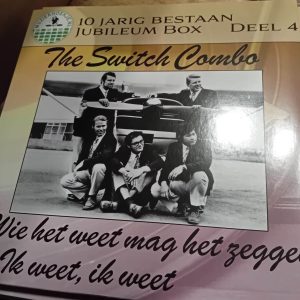 10 JARIG BESTAAN
JUBILEUM BOX DEEL 4
The Switch Combo
Wie het weet mag het zeggen
Ik weet, ik weet